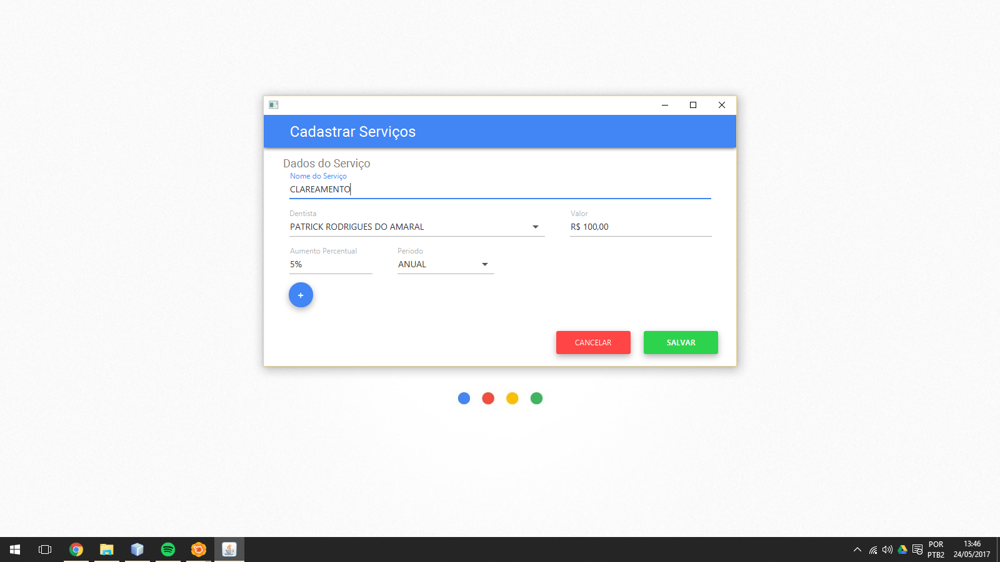 Cadastrar Serviços
Dados do Serviço
Nome do Serviço
CLAREAMENTO
Dentista
Valor
PATRICK RODRIGUES DO AMARAL
R$ 100,00
Aumento Percentual
Periodo
5%
ANUAL
+
CANCELAR
SALVAR
POR
PTB2
13:46
24/05/2017